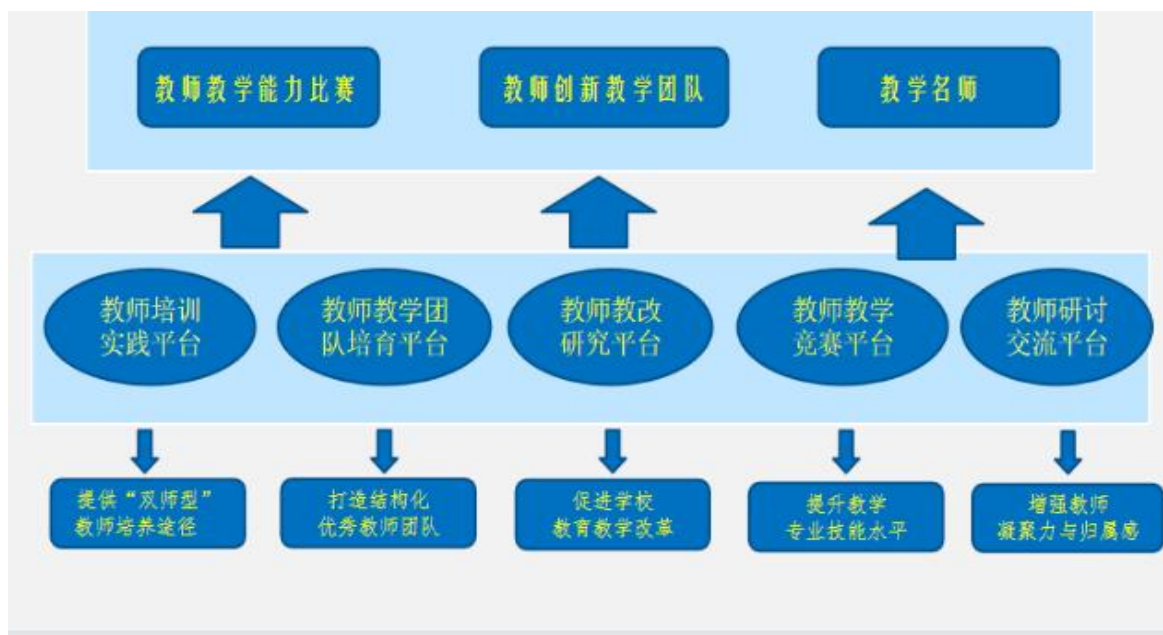 教师教学能力比赛
教师创新教学团队
教学名师
教师培训
实践平台
教师教学团
队培育平台
教师教改
研究平台
教师教学
竞赛平台
教师研讨
交流平台
提供“双师型”
教师培养途径
打造结构化
优秀教师团队
促进学校
教育教学改革
提升教学
专业技能水平
增强教师
凝聚力与归属感